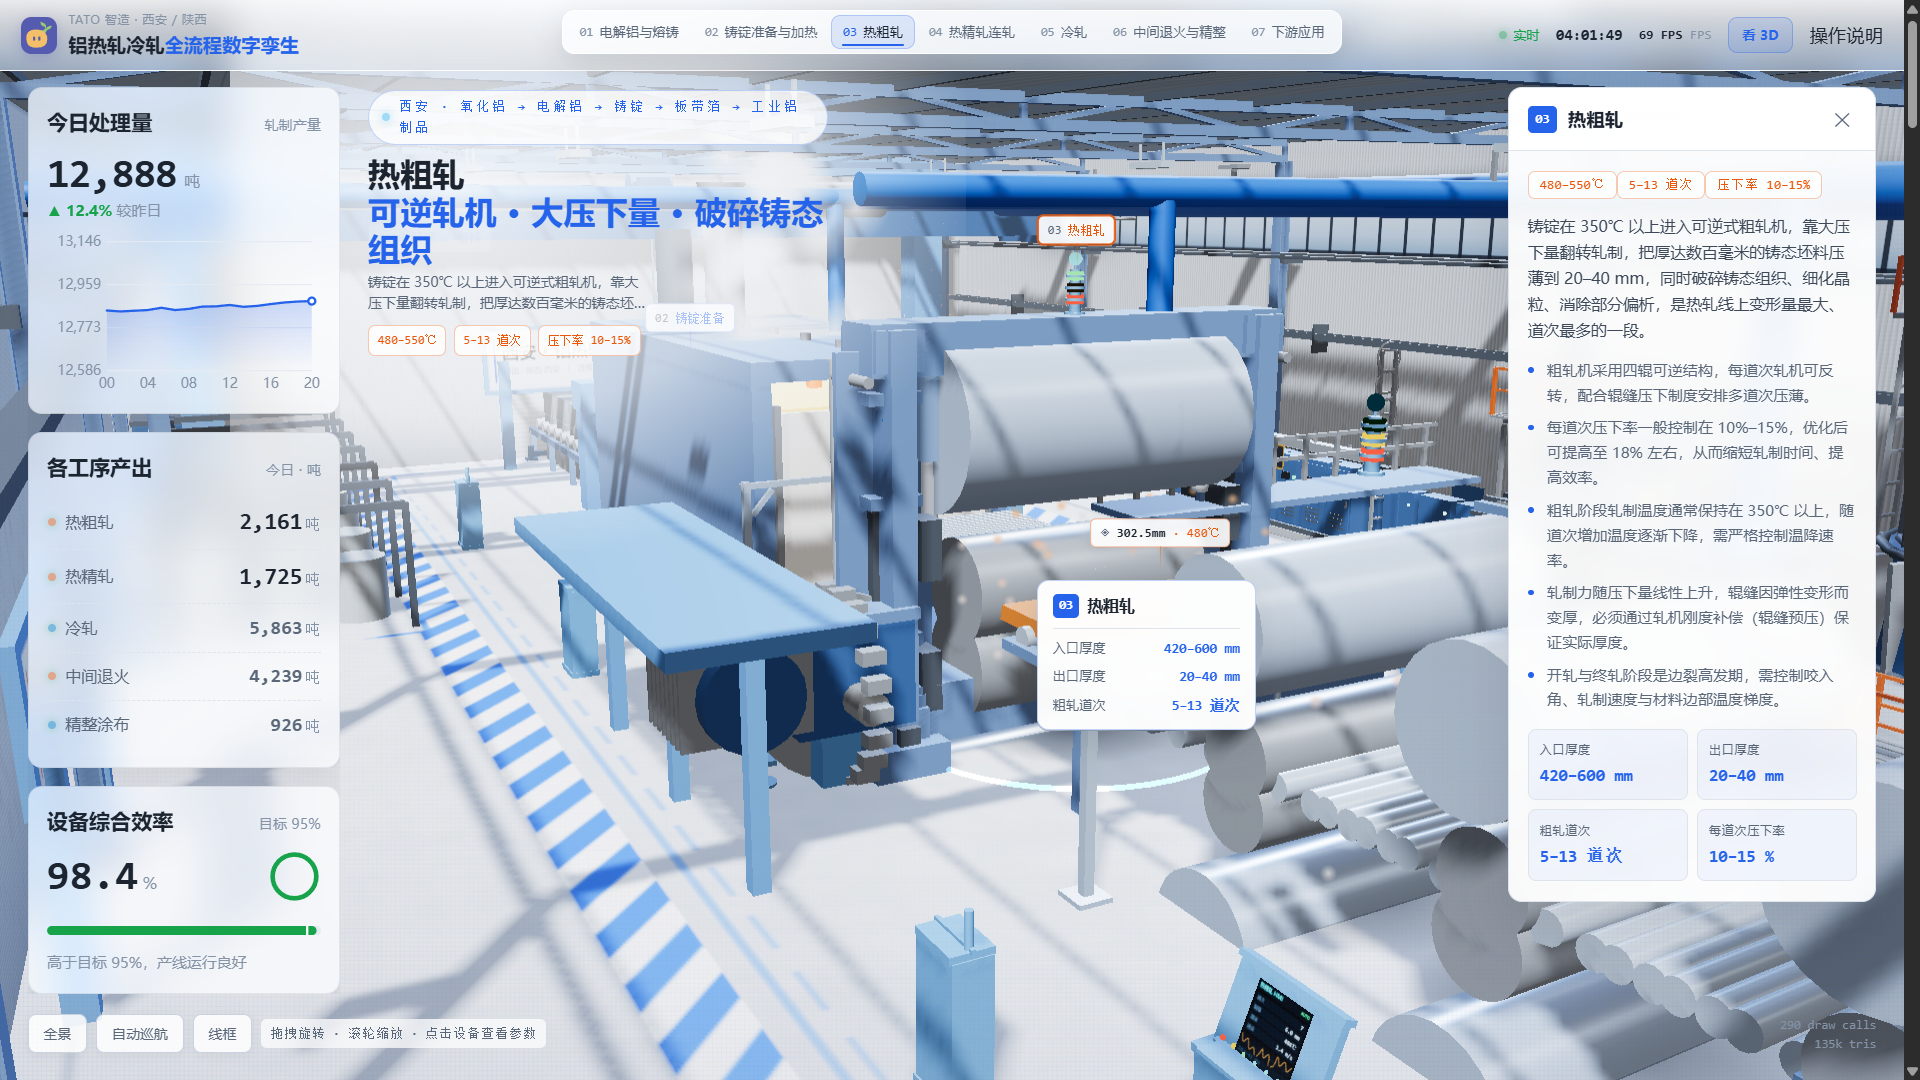 TATO 智造 · 西安 / 陕西
铝热轧冷轧全流程数字孪生
01 电解铝与熔铸
02 铸锭准备与加热
03 热粗轧
04 热精轧连轧
05 冷轧
06 中间退火与精整
07 下游应用
实时
04:01:49
69 FPS FPS
看 3D
操作说明
今日处理量
轧制产量
12,888 吨
▲ 12.4% 较昨日
13,146
12,959
12,773
12,586
00 04 08 12 16 20
各工序产出
今日 · 吨
热粗轧 2,161 吨
热精轧 1,725 吨
冷轧 5,863 吨
中间退火 4,239 吨
精整涂布 926 吨
设备综合效率
目标 95%
98.4 %
高于目标 95%，产线运行良好
全景
自动巡航
线框
拖拽旋转 · 滚轮缩放 · 点击设备查看参数
西安 · 氧化铝 → 电解铝 → 铸锭 → 板带箔 → 工业铝
制品
热粗轧
可逆轧机 · 大压下量 · 破碎铸态
组织
铸锭在 350℃ 以上进入可逆式粗轧机，靠大
压下量翻转轧制，把厚达数百毫米的铸态坯...
480–550℃
5–13 道次
压下率 10–15%
02 铸锭准备
03 热粗轧
◈ 302.5mm · 480℃
03 热粗轧
入口厚度 420–600 mm
出口厚度 20–40 mm
粗轧道次 5–13 道次
03 热粗轧
480–550℃
5–13 道次
压下率 10–15%
铸锭在 350℃ 以上进入可逆式粗轧机，靠大压
下量翻转轧制，把厚达数百毫米的铸态坯料压
薄到 20–40 mm，同时破碎铸态组织、细化晶
粒、消除部分偏析，是热轧线上变形量最大、
道次最多的一段。
粗轧机采用四辊可逆结构，每道次轧机可反
转，配合辊缝压下制度安排多道次压薄。
每道次压下率一般控制在 10%–15%，优化后
可提高至 18% 左右，从而缩短轧制时间、提
高效率。
粗轧阶段轧制温度通常保持在 350℃ 以上，随
道次增加温度逐渐下降，需严格控制温降速
率。
轧制力随压下量线性上升，辊缝因弹性变形而
变厚，必须通过轧机刚度补偿（辊缝预压）保
证实际厚度。
开轧与终轧阶段是边裂高发期，需控制咬入
角、轧制速度与材料边部温度梯度。
入口厚度
420–600 mm
出口厚度
20–40 mm
粗轧道次
5–13 道次
每道次压下率
10–15 %
290 draw calls
135k tris